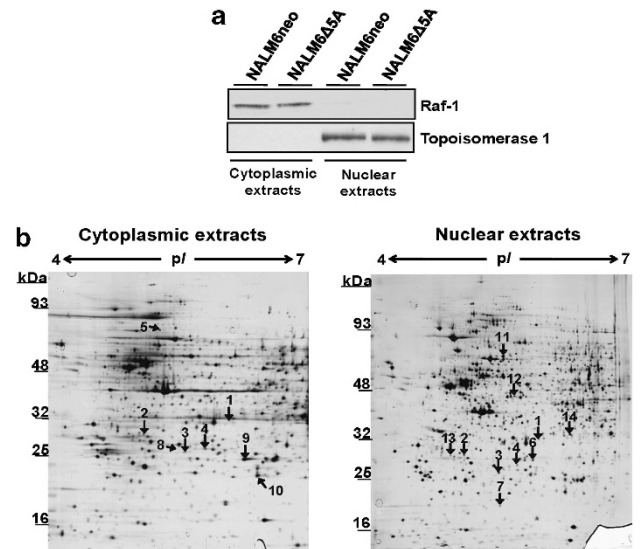 a
NALM6neo
NALM6Δ5A
NALM6neo
NALM6Δ5A
Raf-1
Topoisomerase 1
Cytoplasmic extracts
Nuclear extracts
b
Cytoplasmic extracts
4 pI 7
kDa
93
5
48
1
32
2
3
4
9
8
25
10
16
Nuclear extracts
4 pI 7
kDa
93
11
48
12
1
14
32
13
2
3
4
6
25
7
16